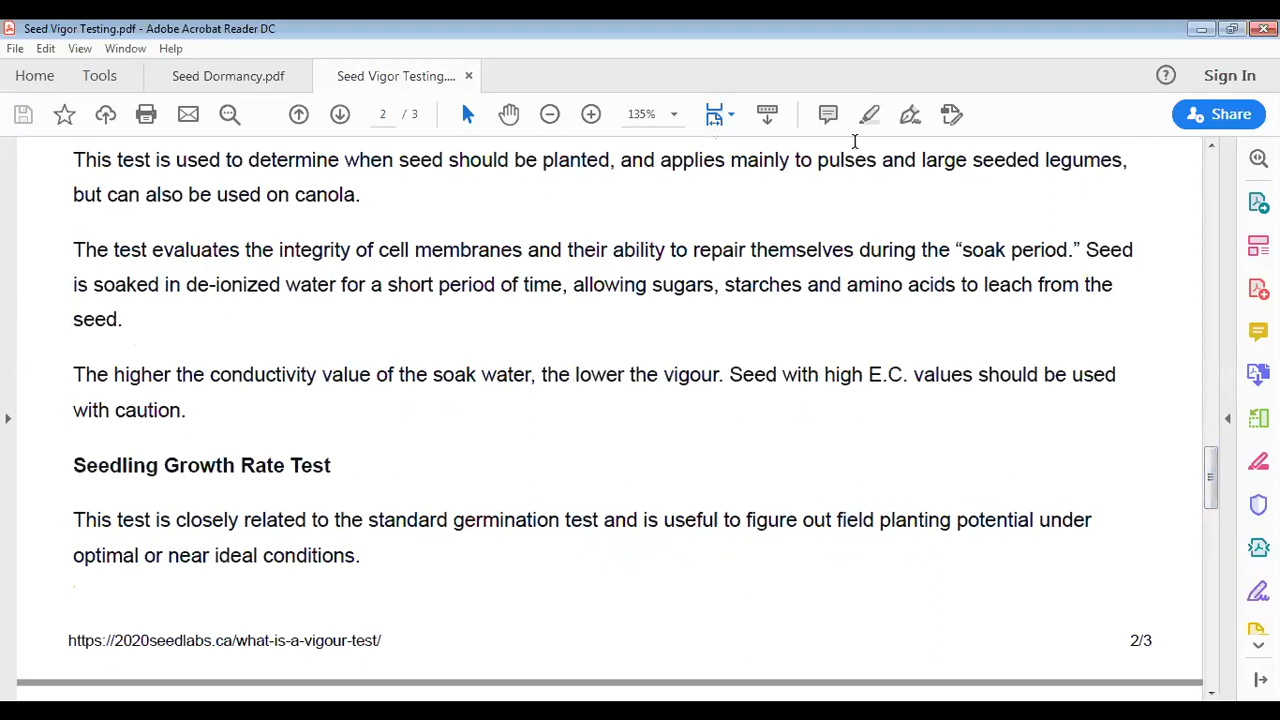 Seed Vigor Testing.pdf - Adobe Acrobat Reader DC
File Edit View Window Help
Home Tools Seed Dormancy.pdf Seed Vigor Testing.... × Sign In
2 / 3 135% Share
This test is used to determine when seed should be planted, and applies mainly to pulses and large seeded legumes,
but can also be used on canola.
The test evaluates the integrity of cell membranes and their ability to repair themselves during the “soak period.” Seed
is soaked in de-ionized water for a short period of time, allowing sugars, starches and amino acids to leach from the
seed.
The higher the conductivity value of the soak water, the lower the vigour. Seed with high E.C. values should be used
with caution.
Seedling Growth Rate Test
This test is closely related to the standard germination test and is useful to figure out field planting potential under
optimal or near ideal conditions.
https://2020seedlabs.ca/what-is-a-vigour-test/ 2/3